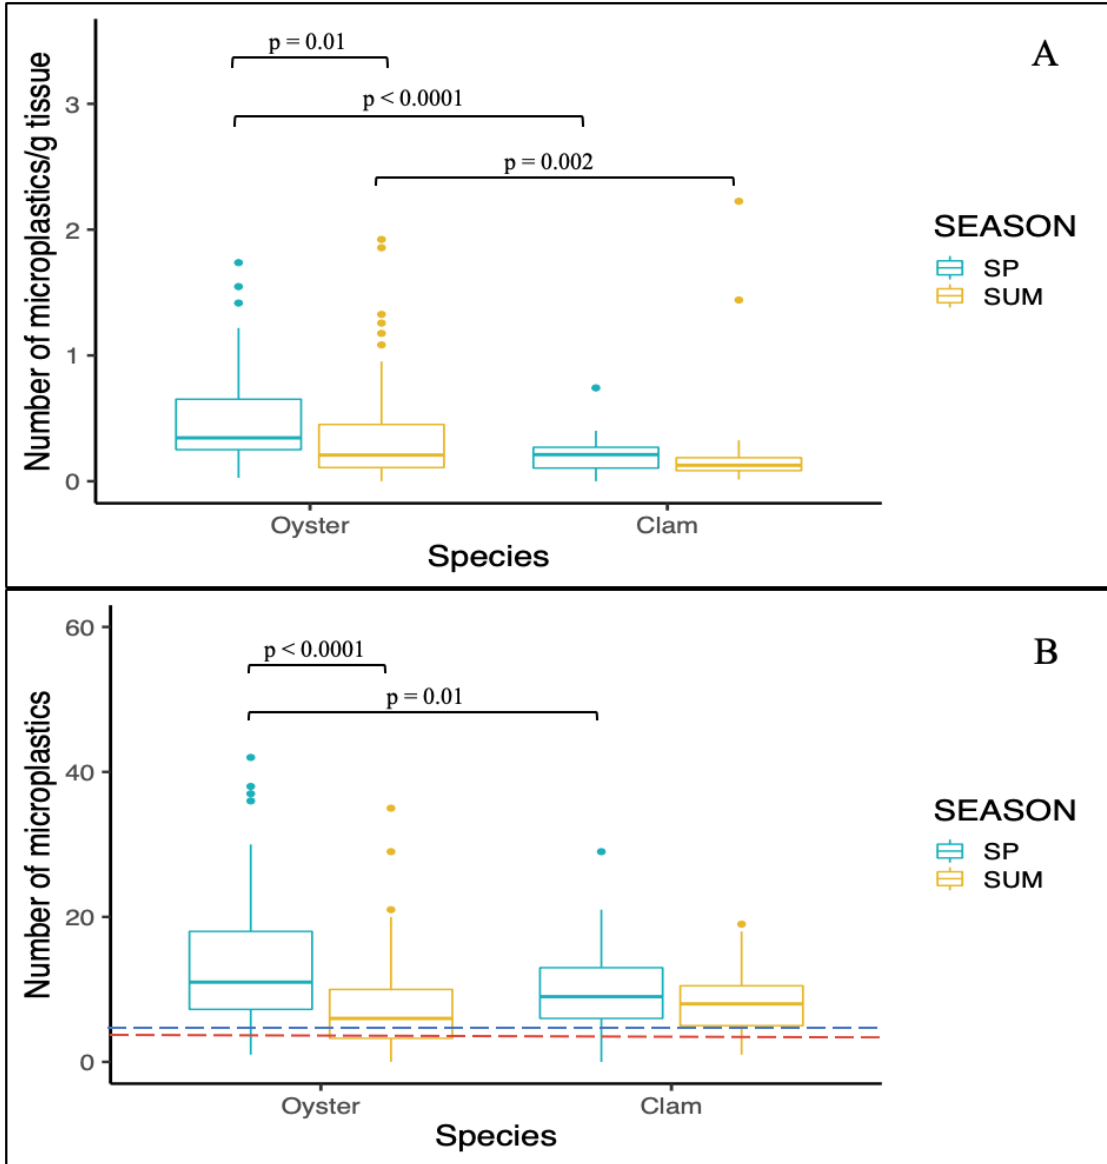 A
p = 0.01
p < 0.0001
p = 0.002
Number of microplastics/g tissue
3
2
1
0
Oyster
Clam
Species
SEASON
SP
SUM
B
p < 0.0001
p = 0.01
Number of microplastics
60
40
20
0
Oyster
Clam
Species
SEASON
SP
SUM